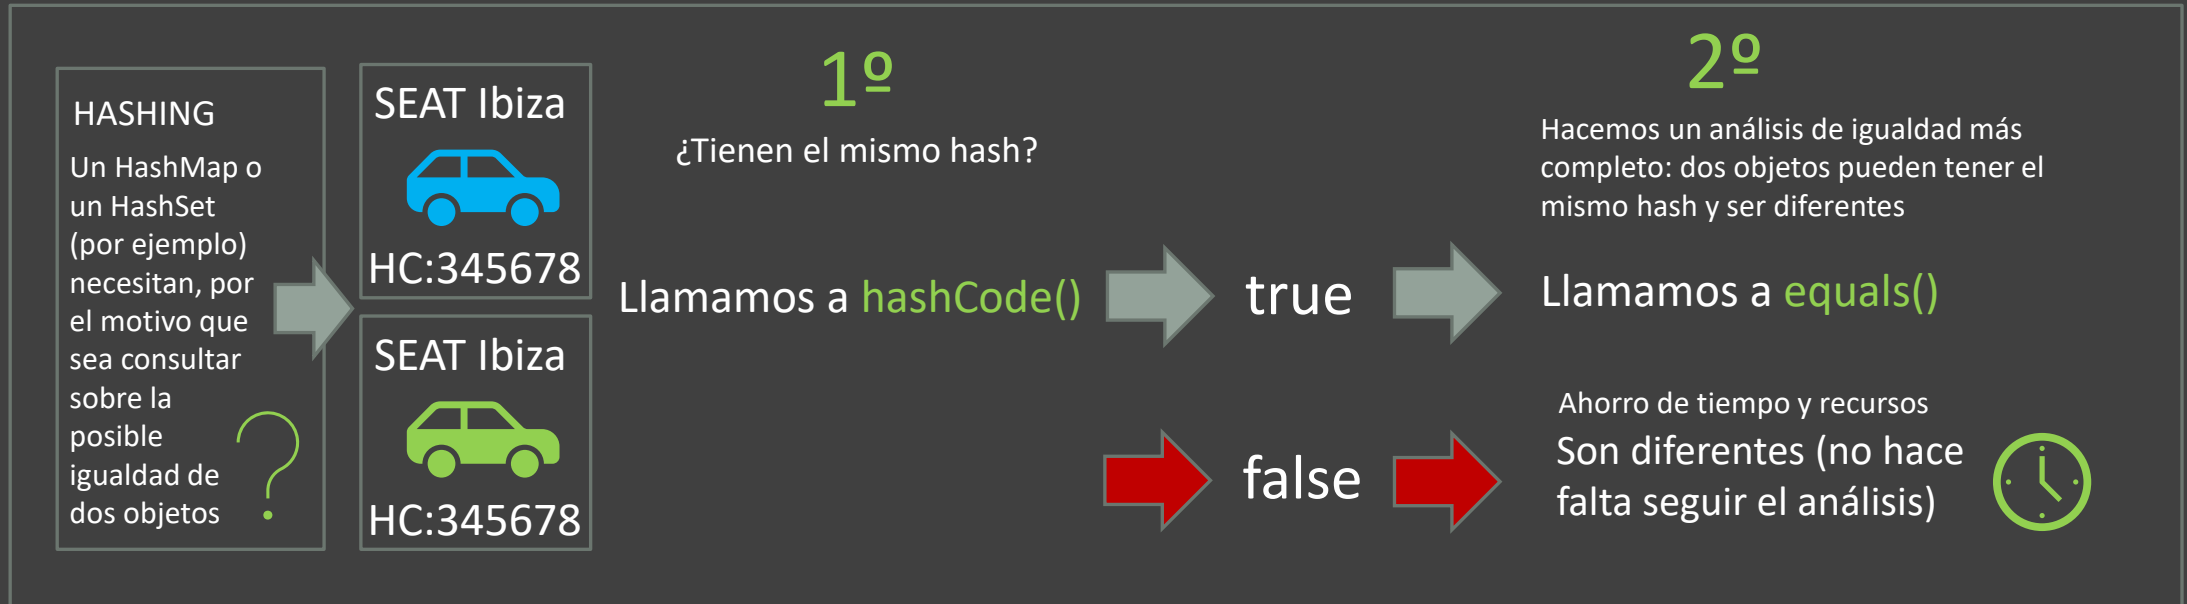 HASHING
Un HashMap o
un HashSet
(por ejemplo)
necesitan, por
el motivo que
sea consultar
sobre la
posible
igualdad de
dos objetos
?
SEAT Ibiza
HC:345678
SEAT Ibiza
HC:345678
1º
¿Tienen el mismo hash?
Llamamos a hashCode()
true
false
2º
Hacemos un análisis de igualdad más
completo: dos objetos pueden tener el
mismo hash y ser diferentes
Llamamos a equals()
Ahorro de tiempo y recursos
Son diferentes (no hace
falta seguir el análisis)